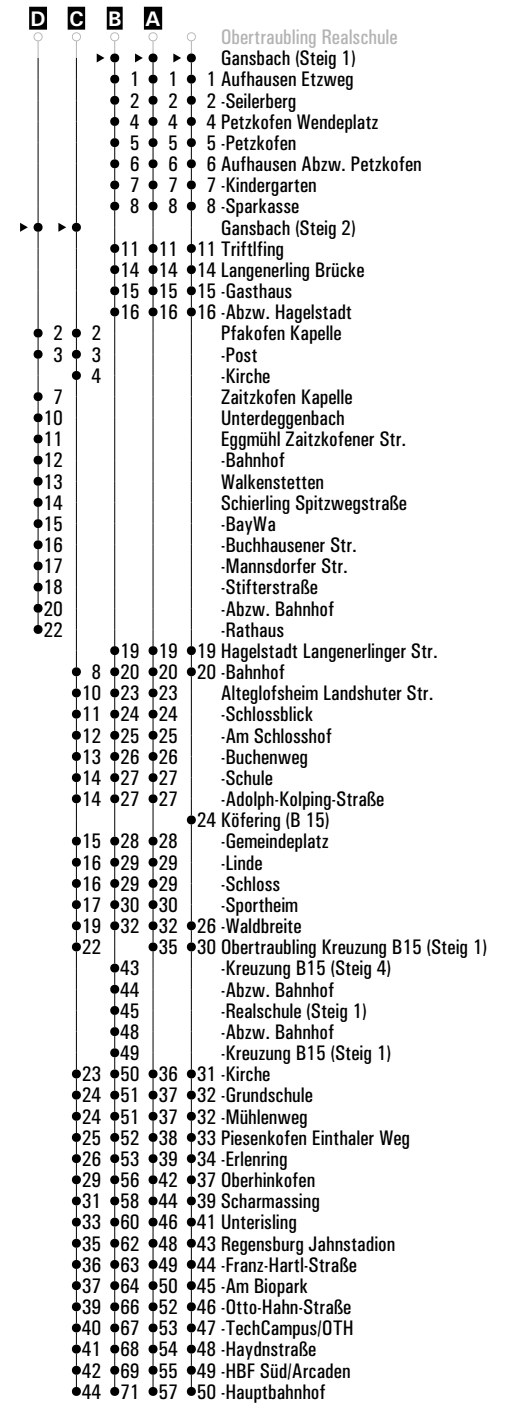 D C B A
Obertraubling Realschule
Gansbach (Steig 1)
1 1 1 Aufhausen Etzweg
2 2 2 -Seilerberg
4 4 4 Petzkofen Wendeplatz
5 5 5 -Petzkofen
6 6 6 Aufhausen Abzw. Petzkofen
7 7 7 -Kindergarten
8 8 8 -Sparkasse
Gansbach (Steig 2)
11 11 11 Triftlfing
14 14 14 Langenerling Brücke
15 15 15 -Gasthaus
16 16 16 -Abzw. Hagelstadt
2 2 Pfakofen Kapelle
3 3 -Post
4 -Kirche
7 Zaitzkofen Kapelle
10 Unterdeggenbach
11 Eggmühl Zaitzkofener Str.
12 -Bahnhof
13 Walkenstetten
14 Schierling Spitzwegstraße
15 -BayWa
16 -Buchhausener Str.
17 -Mannsdorfer Str.
18 -Stifterstraße
20 -Abzw. Bahnhof
22 -Rathaus
19 19 19 Hagelstadt Langenerlinger Str.
8 20 20 20 -Bahnhof
10 23 23 Alteglofsheim Landshuter Str.
11 24 24 -Schlossblick
12 25 25 -Am Schlosshof
13 26 26 -Buchenweg
14 27 27 -Schule
14 27 27 -Adolph-Kolping-Straße
24 Köfering (B 15)
15 28 28 -Gemeindeplatz
16 29 29 -Linde
16 29 29 -Schloss
17 30 30 -Sportheim
19 32 32 26 -Waldbreite
22 35 30 Obertraubling Kreuzung B15 (Steig 1)
43 -Kreuzung B15 (Steig 4)
44 -Abzw. Bahnhof
45 -Realschule (Steig 1)
48 -Abzw. Bahnhof
49 -Kreuzung B15 (Steig 1)
23 50 36 31 -Kirche
24 51 37 32 -Grundschule
24 51 37 32 -Mühlenweg
25 52 38 33 Piesenkofen Einthaler Weg
26 53 39 34 -Erlenring
29 56 42 37 Oberhinkofen
31 58 44 39 Scharmassing
33 60 46 41 Unterisling
35 62 48 43 Regensburg Jahnstadion
36 63 49 44 -Franz-Hartl-Straße
37 64 50 45 -Am Biopark
39 66 52 46 -Otto-Hahn-Straße
40 67 53 47 -TechCampus/OTH
41 68 54 48 -Haydnstraße
42 69 55 49 -HBF Süd/Arcaden
44 71 57 50 -Hauptbahnhof